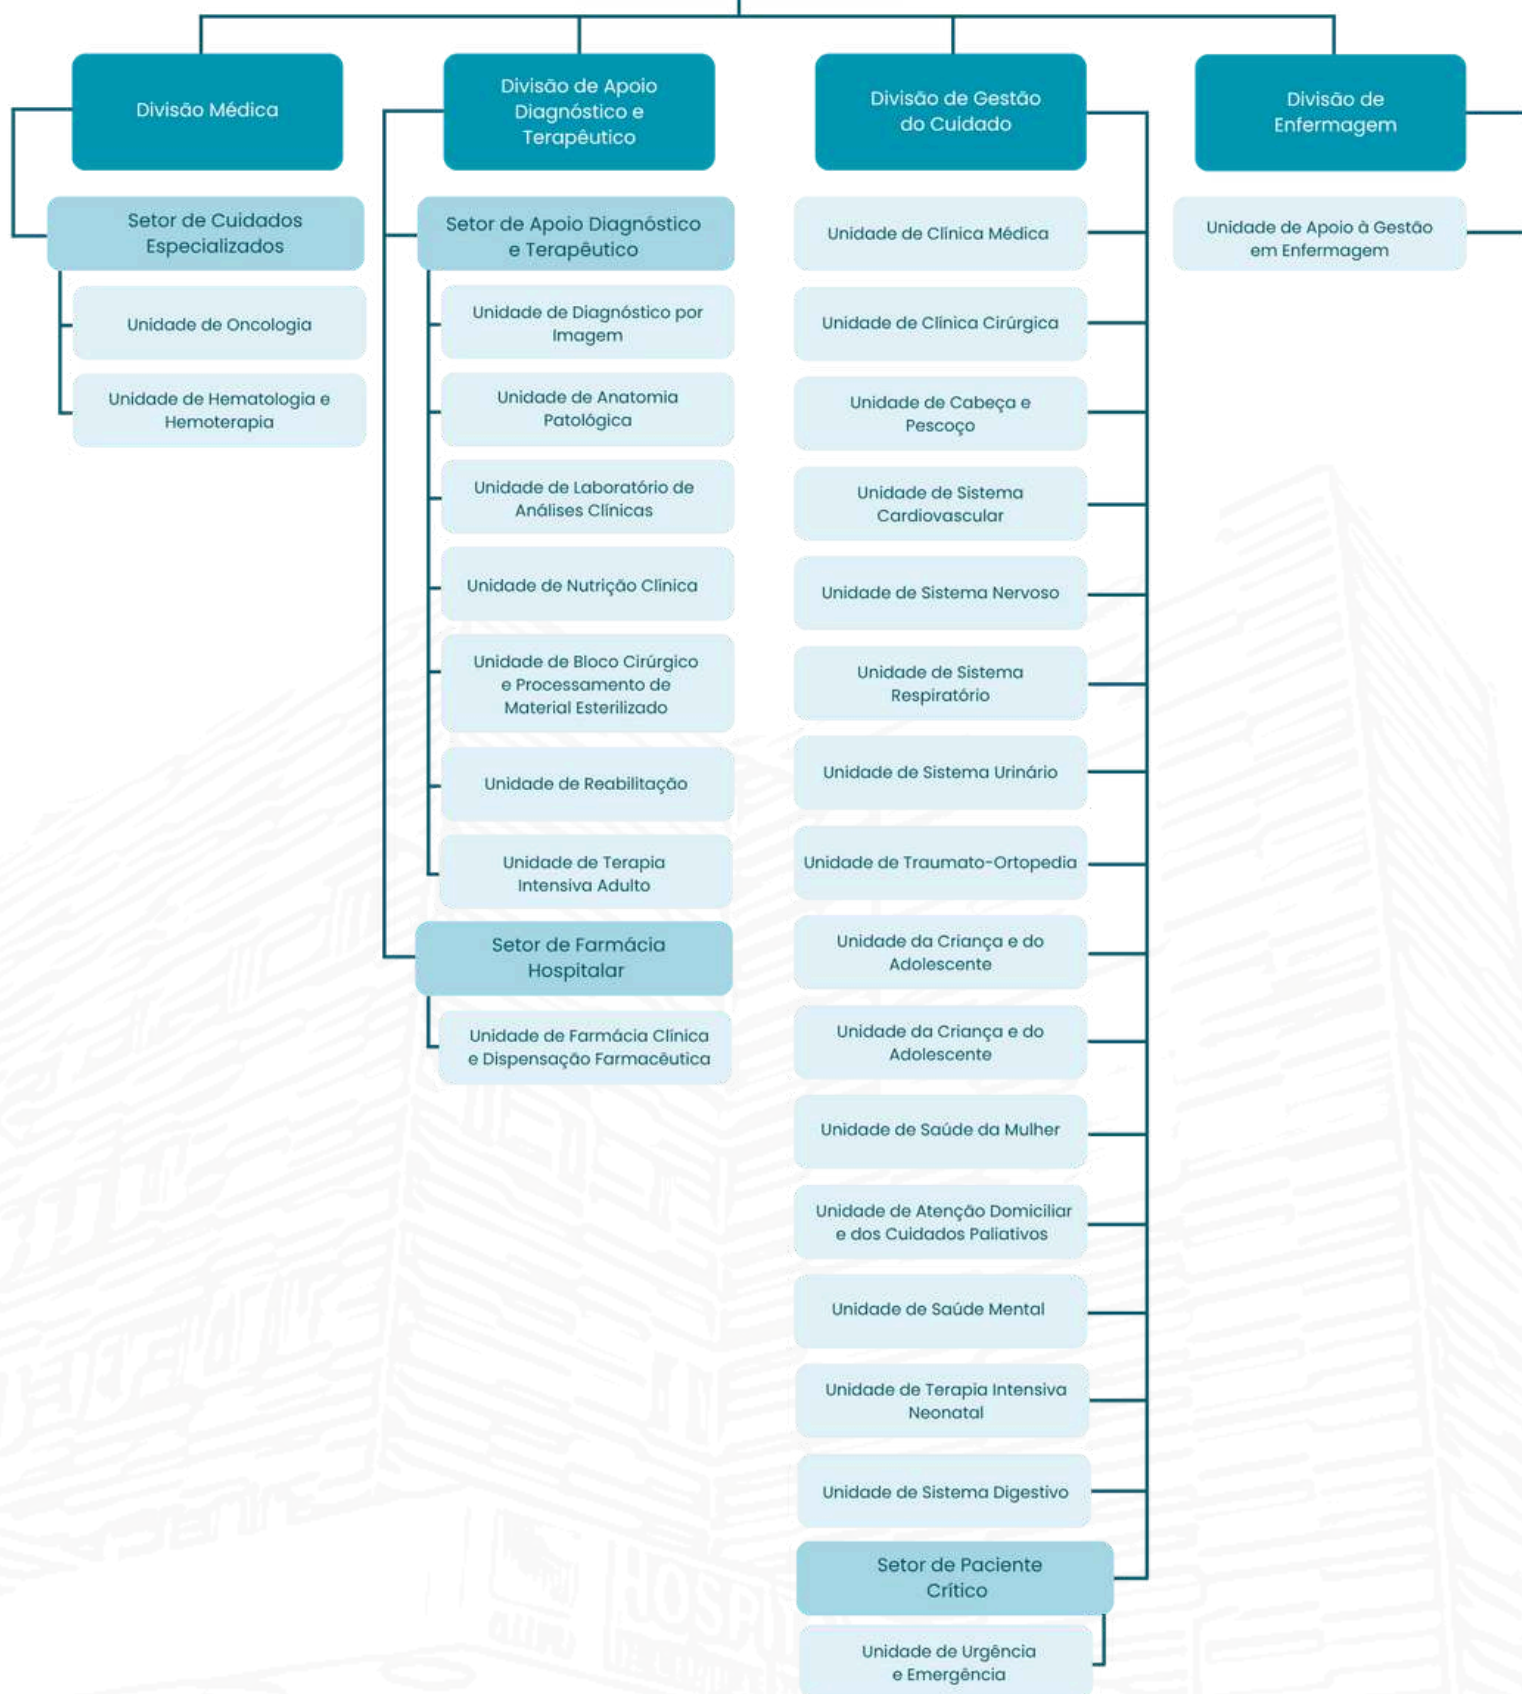 Divisão Médica
Setor de Cuidados
Especializados
Unidade de Oncologia
Unidade de Hematologia e
Hemoterapia
Divisão de Apoio
Diagnóstico e
Terapêutico
Setor de Apoio Diagnóstico
e Terapêutico
Unidade de Diagnóstico por
Imagem
Unidade de Anatomia
Patológica
Unidade de Laboratório de
Análises Clínicas
Unidade de Nutrição Clínica
Unidade de Bloco Cirúrgico
e Processamento de
Material Esterilizado
Unidade de Reabilitação
Unidade de Terapia
Intensiva Adulto
Setor de Farmácia
Hospitalar
Unidade de Farmácia Clínica
e Dispensação Farmacêutica
Divisão de Gestão
do Cuidado
Unidade de Clínica Médica
Unidade de Clínica Cirúrgica
Unidade de Cabeça e
Pescoço
Unidade de Sistema
Cardiovascular
Unidade de Sistema Nervoso
Unidade de Sistema
Respiratório
Unidade de Sistema Urinário
Unidade de Traumato-Ortopedia
Unidade da Criança e do
Adolescente
Unidade da Criança e do
Adolescente
Unidade de Saúde da Mulher
Unidade de Atenção Domiciliar
e dos Cuidados Paliativos
Unidade de Saúde Mental
Unidade de Terapia Intensiva
Neonatal
Unidade de Sistema Digestivo
Setor de Paciente
Crítico
Unidade de Urgência
e Emergência
Divisão de
Enfermagem
Unidade de Apoio à Gestão
em Enfermagem